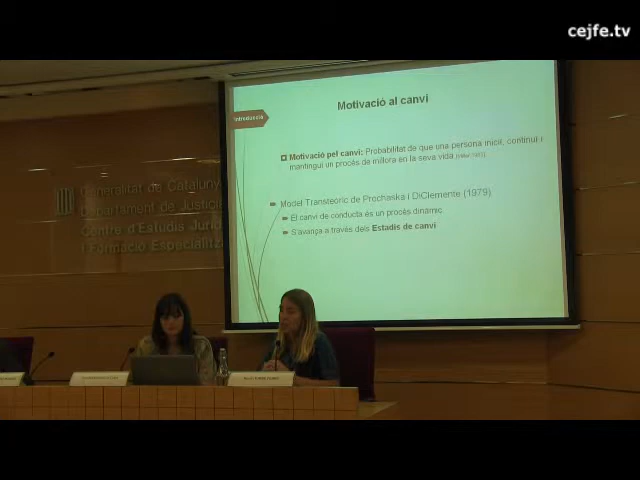 cejfe.tv
Motivació al canvi
Introducció
Motivació pel canvi: Probabilitat de que una persona iniciï, continuï i
mantingui un procés de millora en la seva vida
Model Transteoric de Prochaska i DiClemente (1979)
El canvi de conducta és un procés dinàmic.
S'avança a través dels Estadis de canvi
Generalitat de Catalunya
Departament de Justícia
Centre d'Estudis Jurídics
i Formació Especialitzada